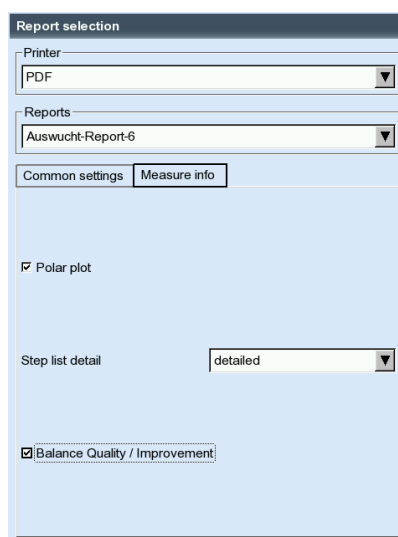 Report selection
Printer
PDF
Reports
Auswucht-Report-6
Common settings Measure info
Polar plot
Step list detail detailed
Balance Quality / Improvement